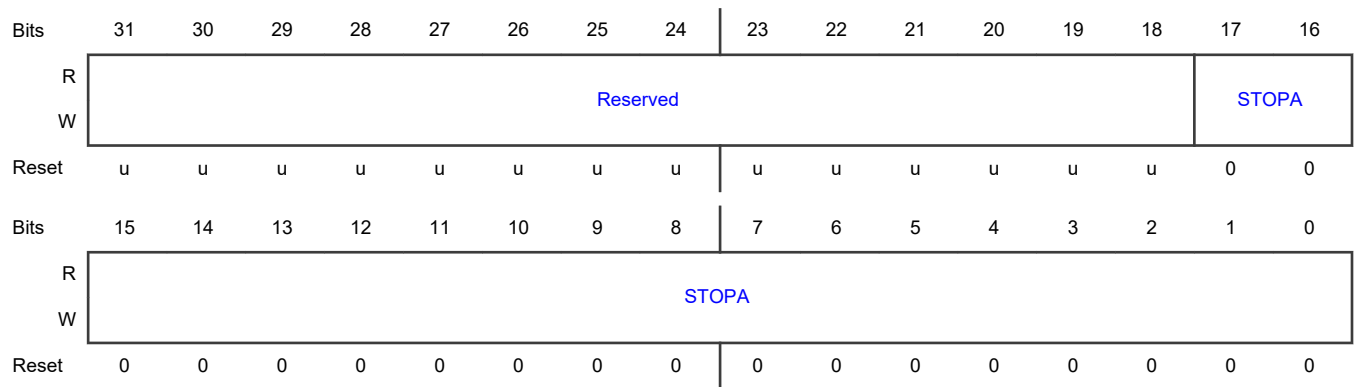 Bits 31 30 29 28 27 26 25 24 23 22 21 20 19 18 17 16
R
Reserved STOPA
W
Reset u u u u u u u u u u u u u u 0 0
Bits 15 14 13 12 11 10 9 8 7 6 5 4 3 2 1 0
R
STOPA
W
Reset 0 0 0 0 0 0 0 0 0 0 0 0 0 0 0 0